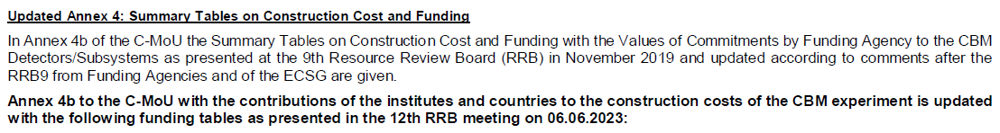 Updated Annex 4: Summary Tables on Construction Cost and Funding
In Annex 4b of the C-MoU the Summary Tables on Construction Cost and Funding with the Values of Commitments by Funding Agency to the CBM
Detectors/Subsystems as presented at the 9th Resource Review Board (RRB) in November 2019 and updated according to comments after the
RRB9 from Funding Agencies and of the ECSG are given.
Annex 4b to the C-MoU with the contributions of the institutes and countries to the construction costs of the CBM experiment is updated
with the following funding tables as presented in the 12th RRB meeting on 06.06.2023: